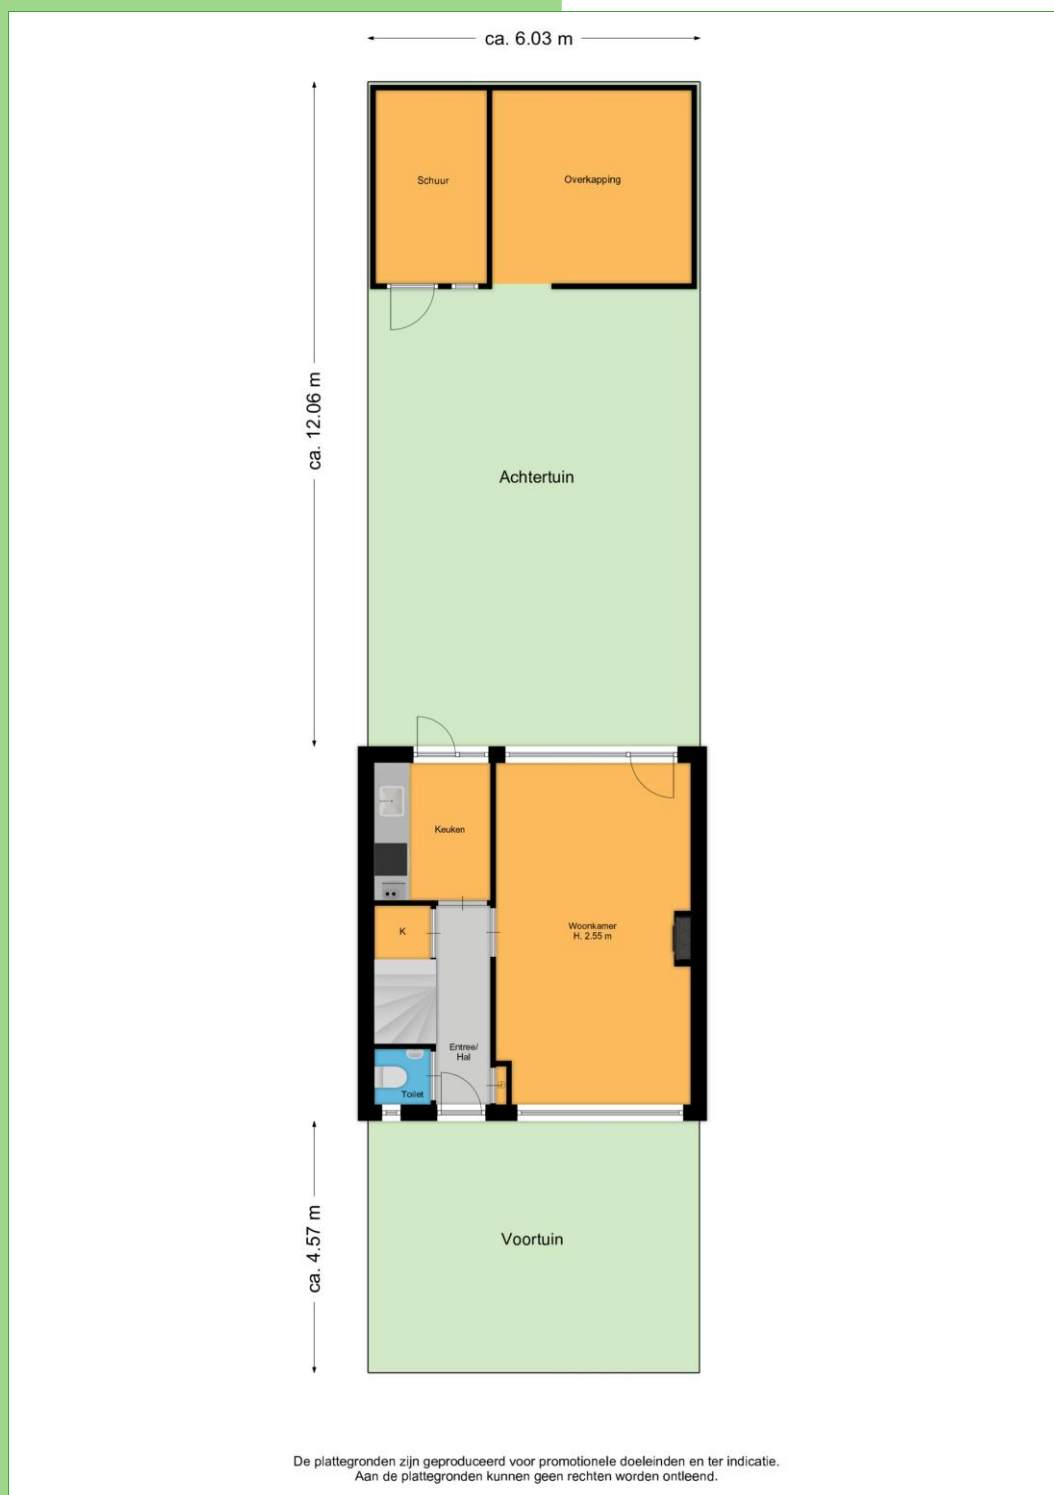 ca. 6.03 m
Schuur
Overkapping
ca. 12.06 m
Achtertuin
Keuken
K
Woonkamer
H. 2.55 m
Entree/
Hal
Toilet
ca. 4.57 m
Voortuin
De plattegronden zijn geproduceerd voor promotionele doeleinden en ter indicatie.
Aan de plattegronden kunnen geen rechten worden ontleend.